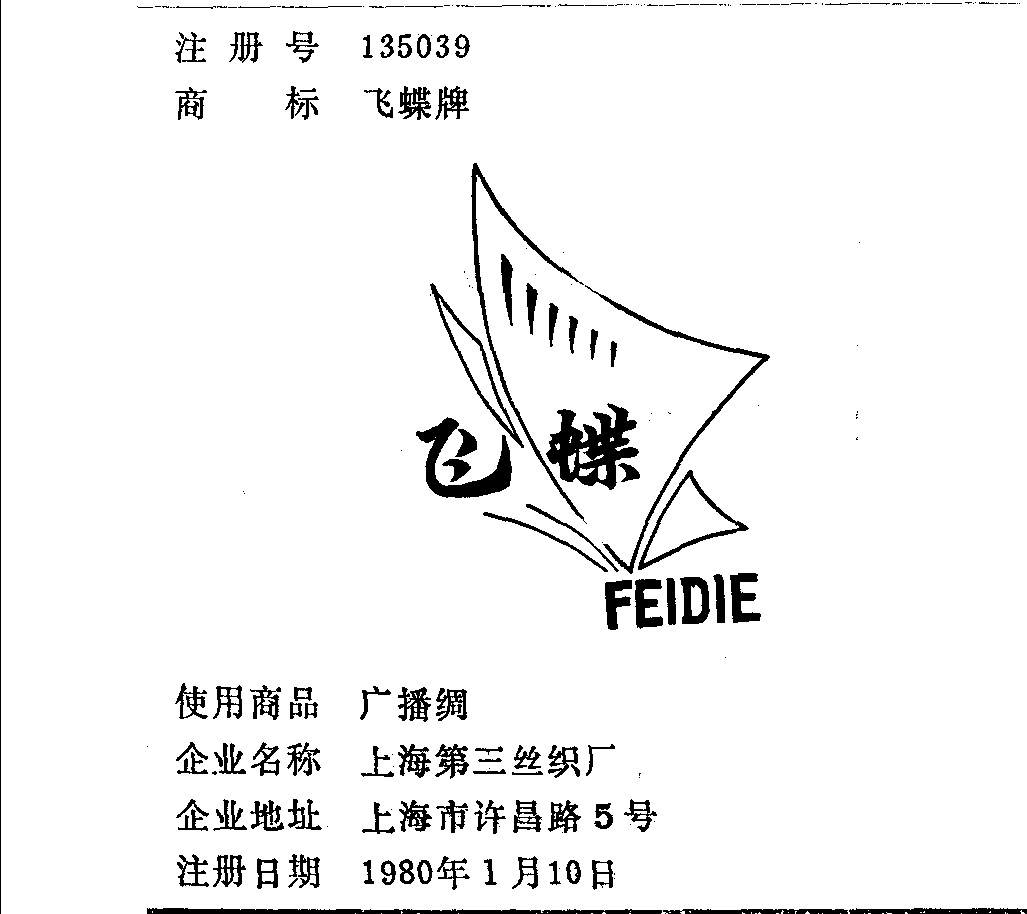 注册号 135039
商标 飞蝶牌
飞蝶
FEIDIE
使用商品 广播绸
企业名称 上海第三丝织厂
企业地址 上海市许昌路5号
注册日期 1980年1月10日